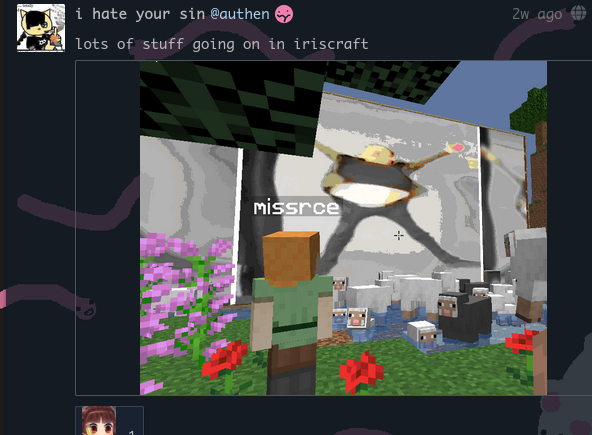 i hate your sin @authen
2w ago
lots of stuff going on in iriscraft
missrce
1